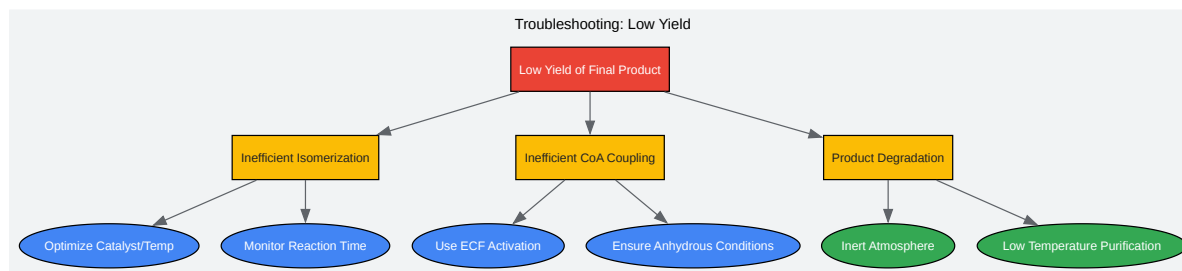 Troubleshooting: Low Yield
Low Yield of Final Product
Inefficient Isomerization
Inefficient CoA Coupling
Product Degradation
Optimize Catalyst/Temp
Monitor Reaction Time
Use ECF Activation
Ensure Anhydrous Conditions
Inert Atmosphere
Low Temperature Purification